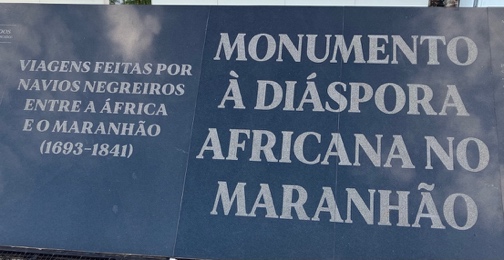 VIAGENS FEITAS POR
NAVIOS NEGREIROS
ENTRE A ÁFRICA
E O MARANHÃO
(1693-1841)
MONUMENTO
À DIÁSPORA
AFRICANA NO
MARANHÃO